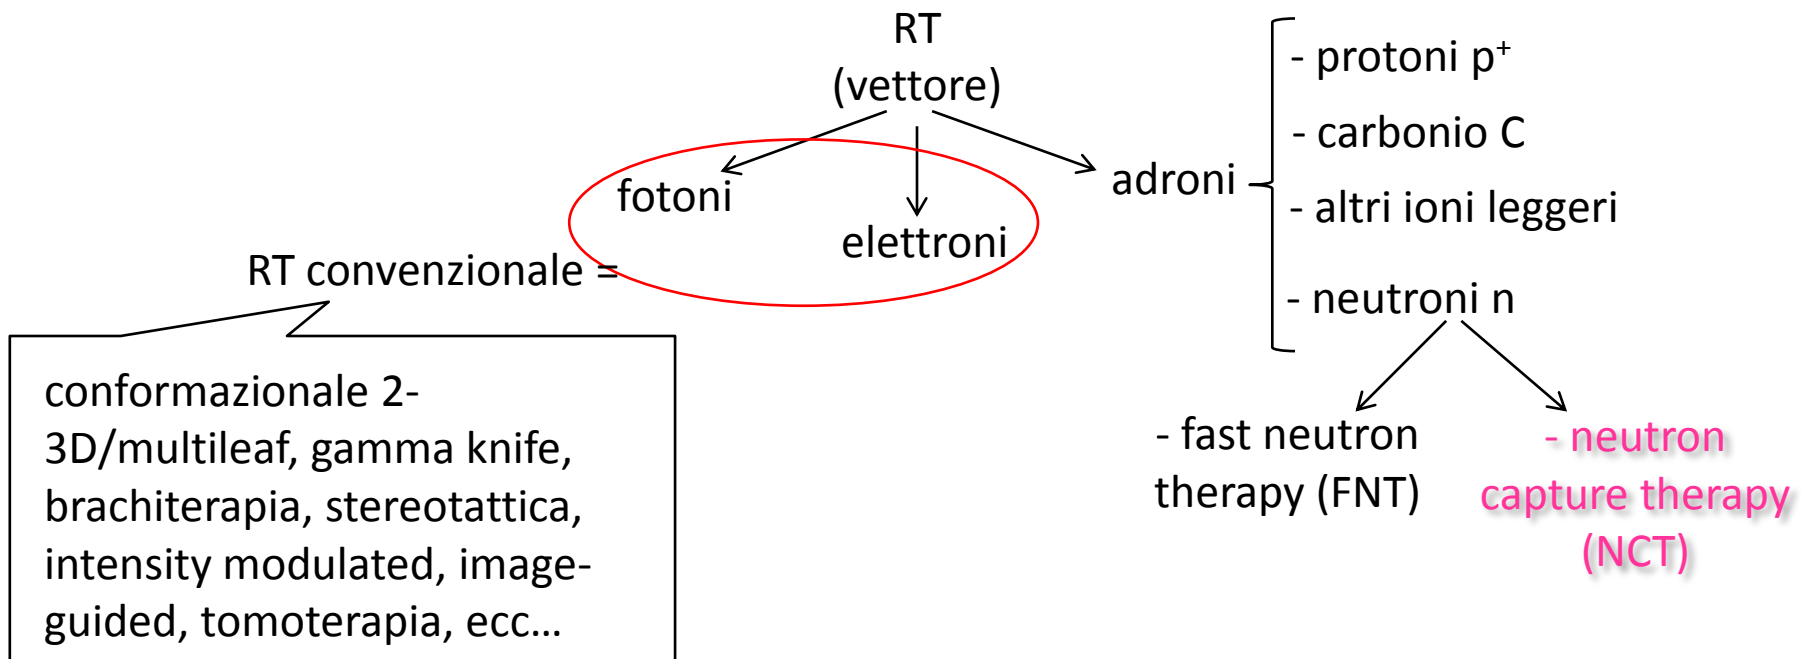 RT
(vettore)
fotoni
elettroni
adroni
- protoni p⁺
- carbonio C
- altri ioni leggeri
- neutroni n
RT convenzionale =
conformazionale 2-
3D/multileaf, gamma knife,
brachiterapia, stereotattica,
intensity modulated, image-
guided, tomoterapia, ecc...
- fast neutron
therapy (FNT)
- neutron
capture therapy
(NCT)